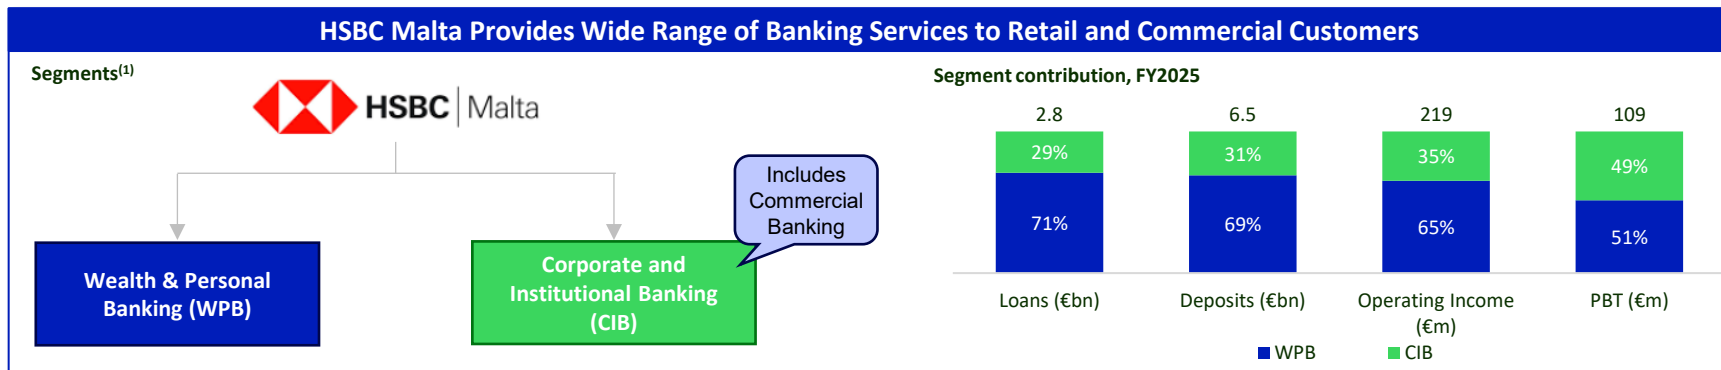 HSBC Malta Provides Wide Range of Banking Services to Retail and Commercial Customers
Segments(1)
HSBC | Malta
Includes
Commercial
Banking
Wealth & Personal
Banking (WPB)
Corporate and
Institutional Banking
(CIB)
Segment contribution, FY2025
2.8 6.5 219 109
29% 31% 35% 49%
71% 69% 65% 51%
Loans (€bn) Deposits (€bn) Operating Income PBT (€m)
(€m)
WPB CIB